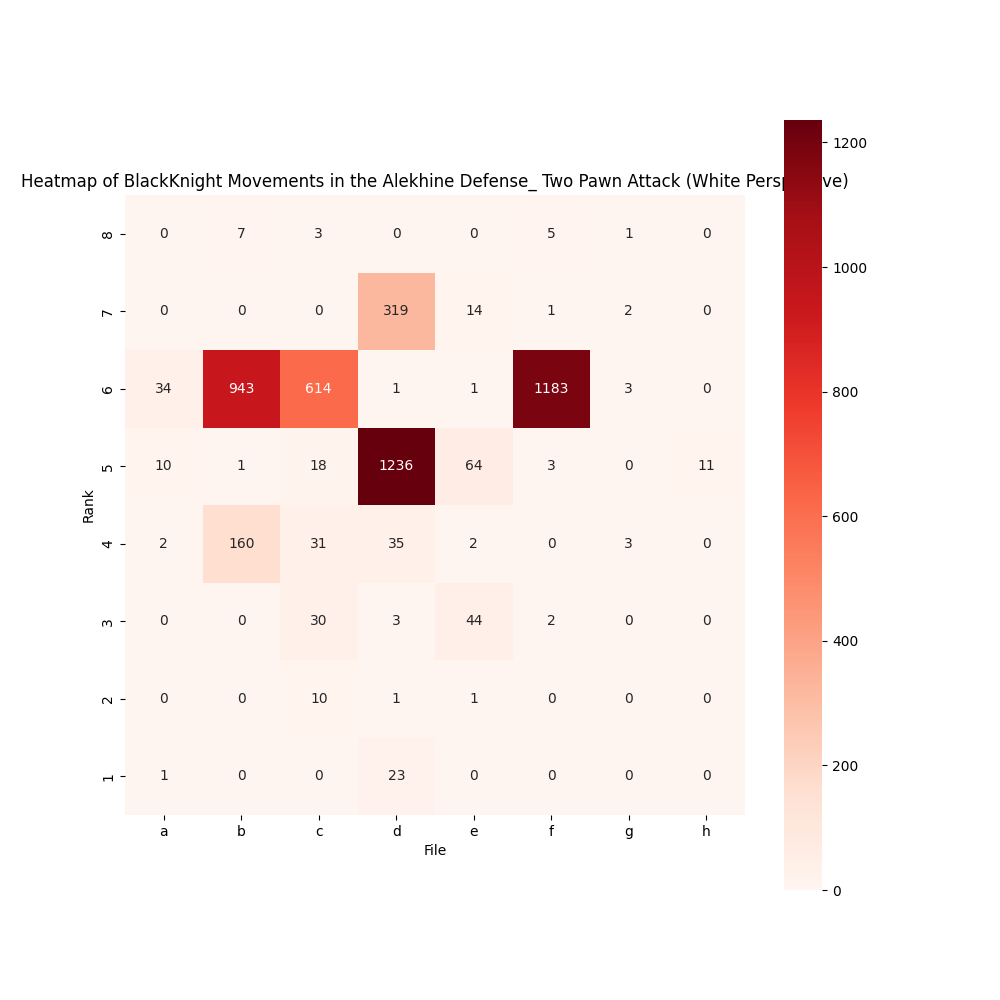 Heatmap of BlackKnight Movements in the Alekhine Defense_ Two Pawn Attack (White Persp ve)
1200
8 0 7 3 0 0 5 1 0
1000
7 0 0 0 319 14 1 2 0
6 34 943 614 1 1 1183 3 0
800
5 10 1 18 1236 64 3 0 11
Rank
600
4 2 160 31 35 2 0 3 0
3 0 0 30 3 44 2 0 0
400
2 0 0 10 1 1 0 0 0
200
1 1 0 0 23 0 0 0 0
a b c d e f g h
File
0